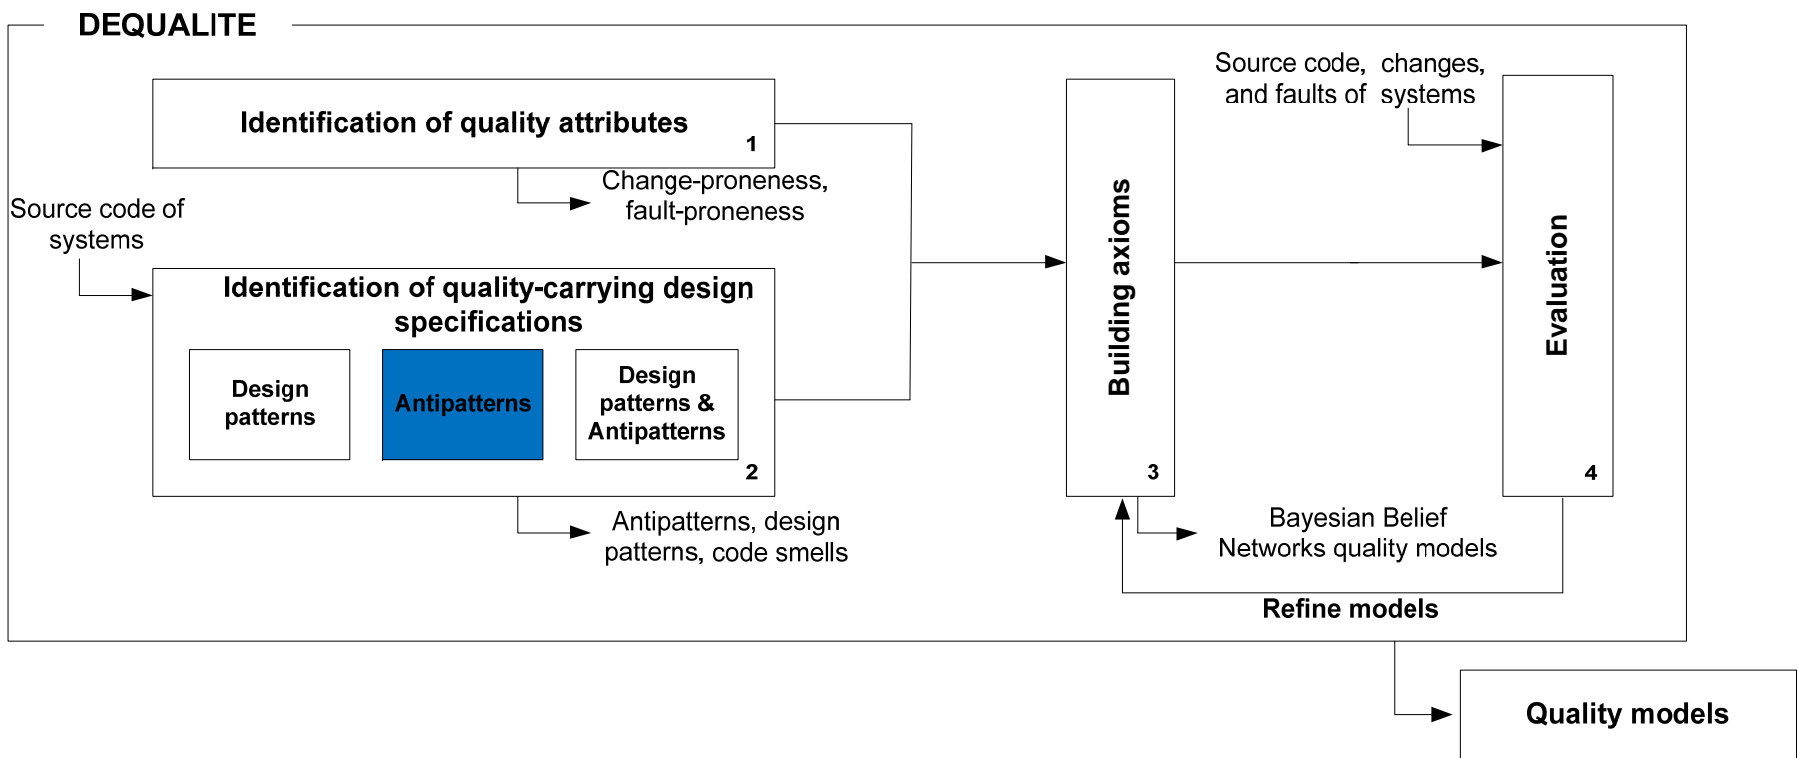 DEQUALITE
Identification of quality attributes
1
Change-proneness,
fault-proneness
Source code of
systems
Identification of quality-carrying design
specifications
Design
patterns
Antipatterns
Design
patterns &
Antipatterns
2
Antipatterns, design
patterns, code smells
Building axioms
3
Bayesian Belief
Networks quality models
Source code, changes,
and faults of systems
Evaluation
4
Refine models
Quality models